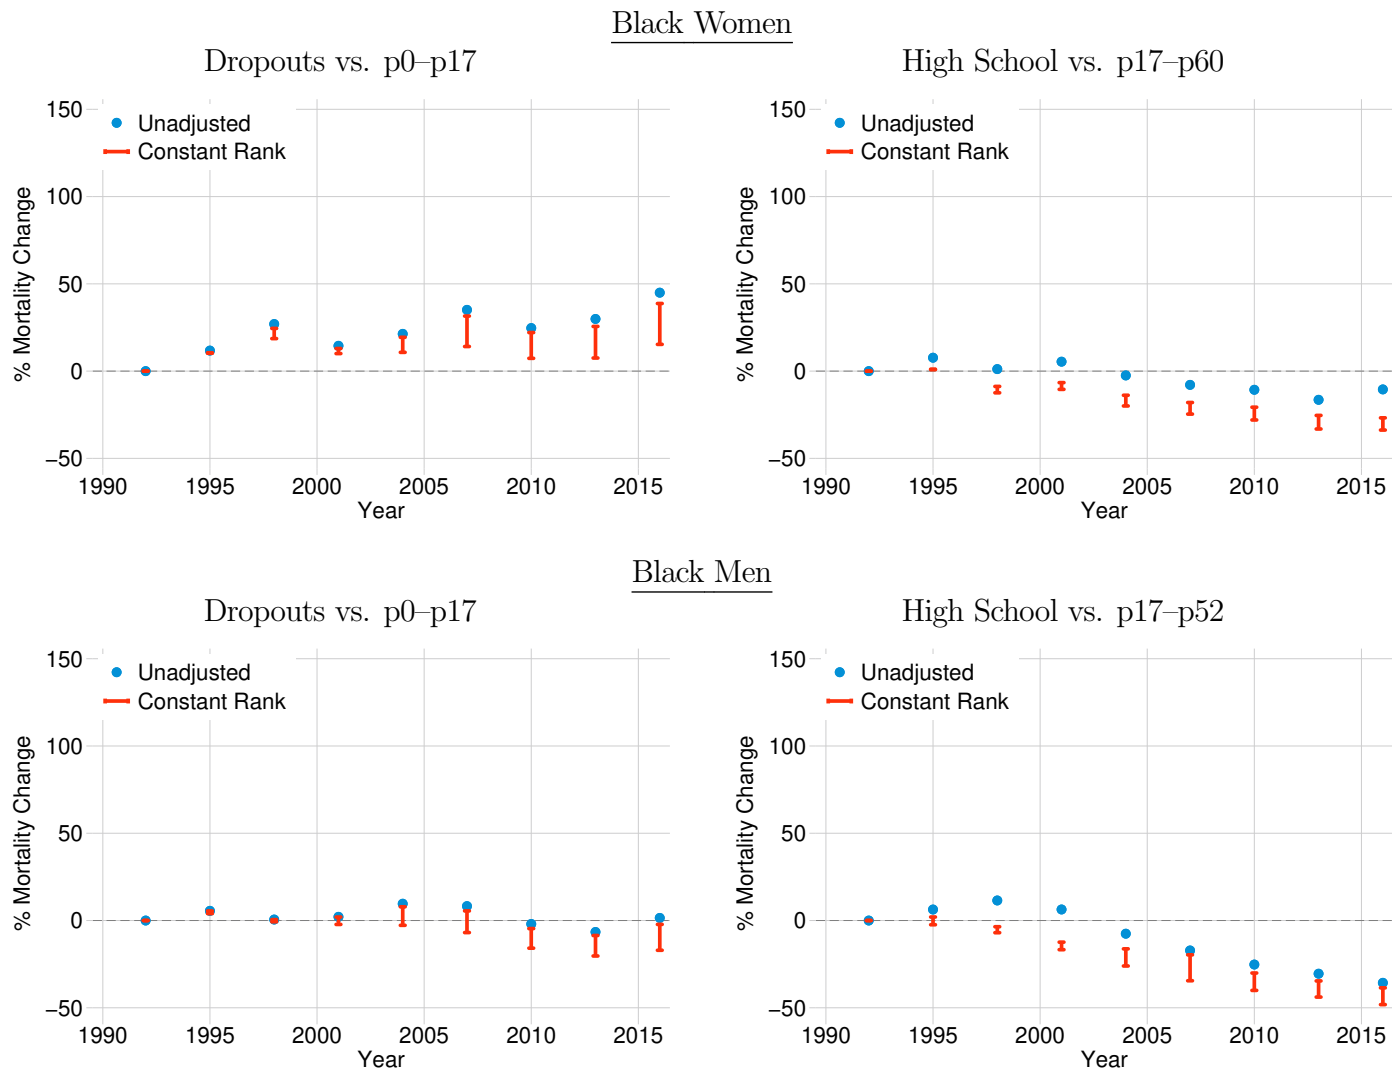 Black Women
Dropouts vs. p0–p17
High School vs. p17–p60
Unadjusted
Constant Rank
% Mortality Change
150
100
50
0
−50
1990 1995 2000 2005 2010 2015
Year
Unadjusted
Constant Rank
% Mortality Change
150
100
50
0
−50
1990 1995 2000 2005 2010 2015
Year
Black Men
Dropouts vs. p0–p17
High School vs. p17–p52
Unadjusted
Constant Rank
% Mortality Change
150
100
50
0
−50
1990 1995 2000 2005 2010 2015
Year
Unadjusted
Constant Rank
% Mortality Change
150
100
50
0
−50
1990 1995 2000 2005 2010 2015
Year